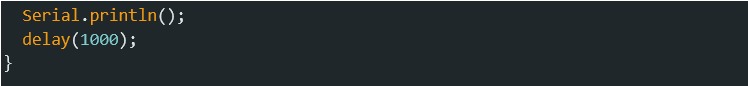 Serial.println();
delay(1000);
}